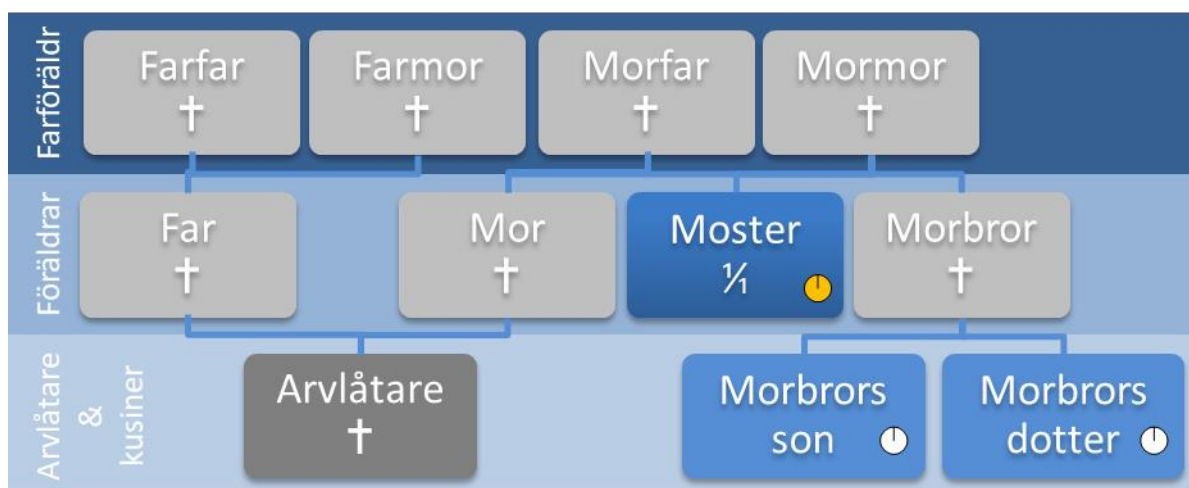 Farföräldr
Farfar
†
Farmor
†
Morfar
†
Mormor
†
Föräldrar
Far
†
Mor
†
Moster
¹⁄₁
Morbror
†
Arvlåtare
&
kusiner
Arvlåtare
†
Morbrors
son
Morbrors
dotter